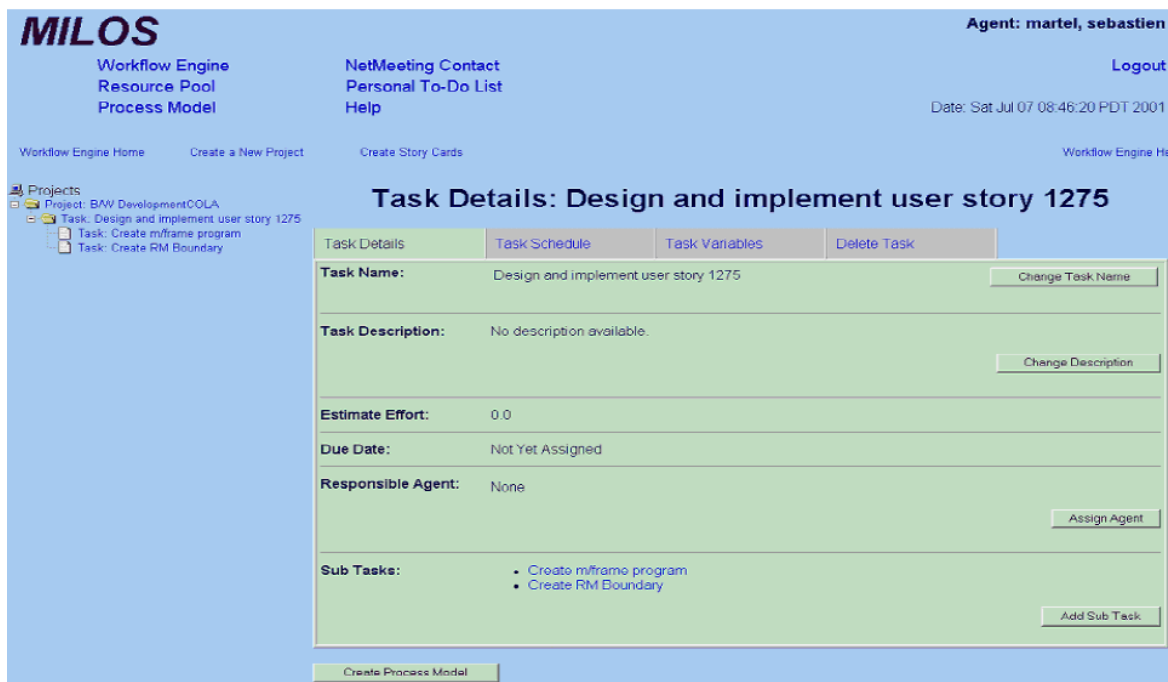 MILOS
Agent: martel, sebastien
Workflow Engine
NetMeeting Contact
Logout
Resource Pool
Personal To-Do List
Process Model
Help
Date: Sat Jul 07 08:46:20 PDT 2001
Workflow Engine Home
Create a New Project
Create Story Cards
Workflow Engine He
Projects
Project: B/W DevelopmentCOLA
Task: Design and implement user story 1275
Task: Create m/frame program
Task: Create RM Boundary
Task Details: Design and implement user story 1275
Task Details
Task Schedule
Task Variables
Delete Task
Task Name:
Design and implement user story 1275
Change Task Name
Task Description:
No description available.
Change Description
Estimate Effort:
0.0
Due Date:
Not Yet Assigned
Responsible Agent:
None
Assign Agent
Sub Tasks:
• Create m/frame program
• Create RM Boundary
Add Sub Task
Create Process Model